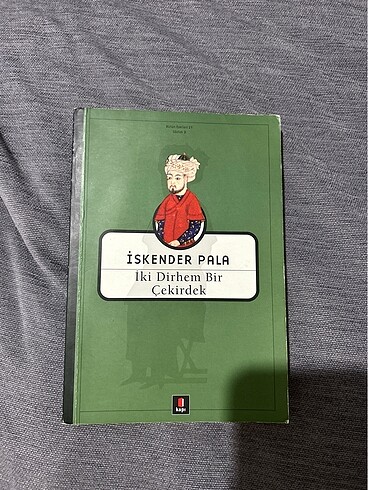 İSKENDER PALA
İki Dirhem Bir
Çekirdek
kapı